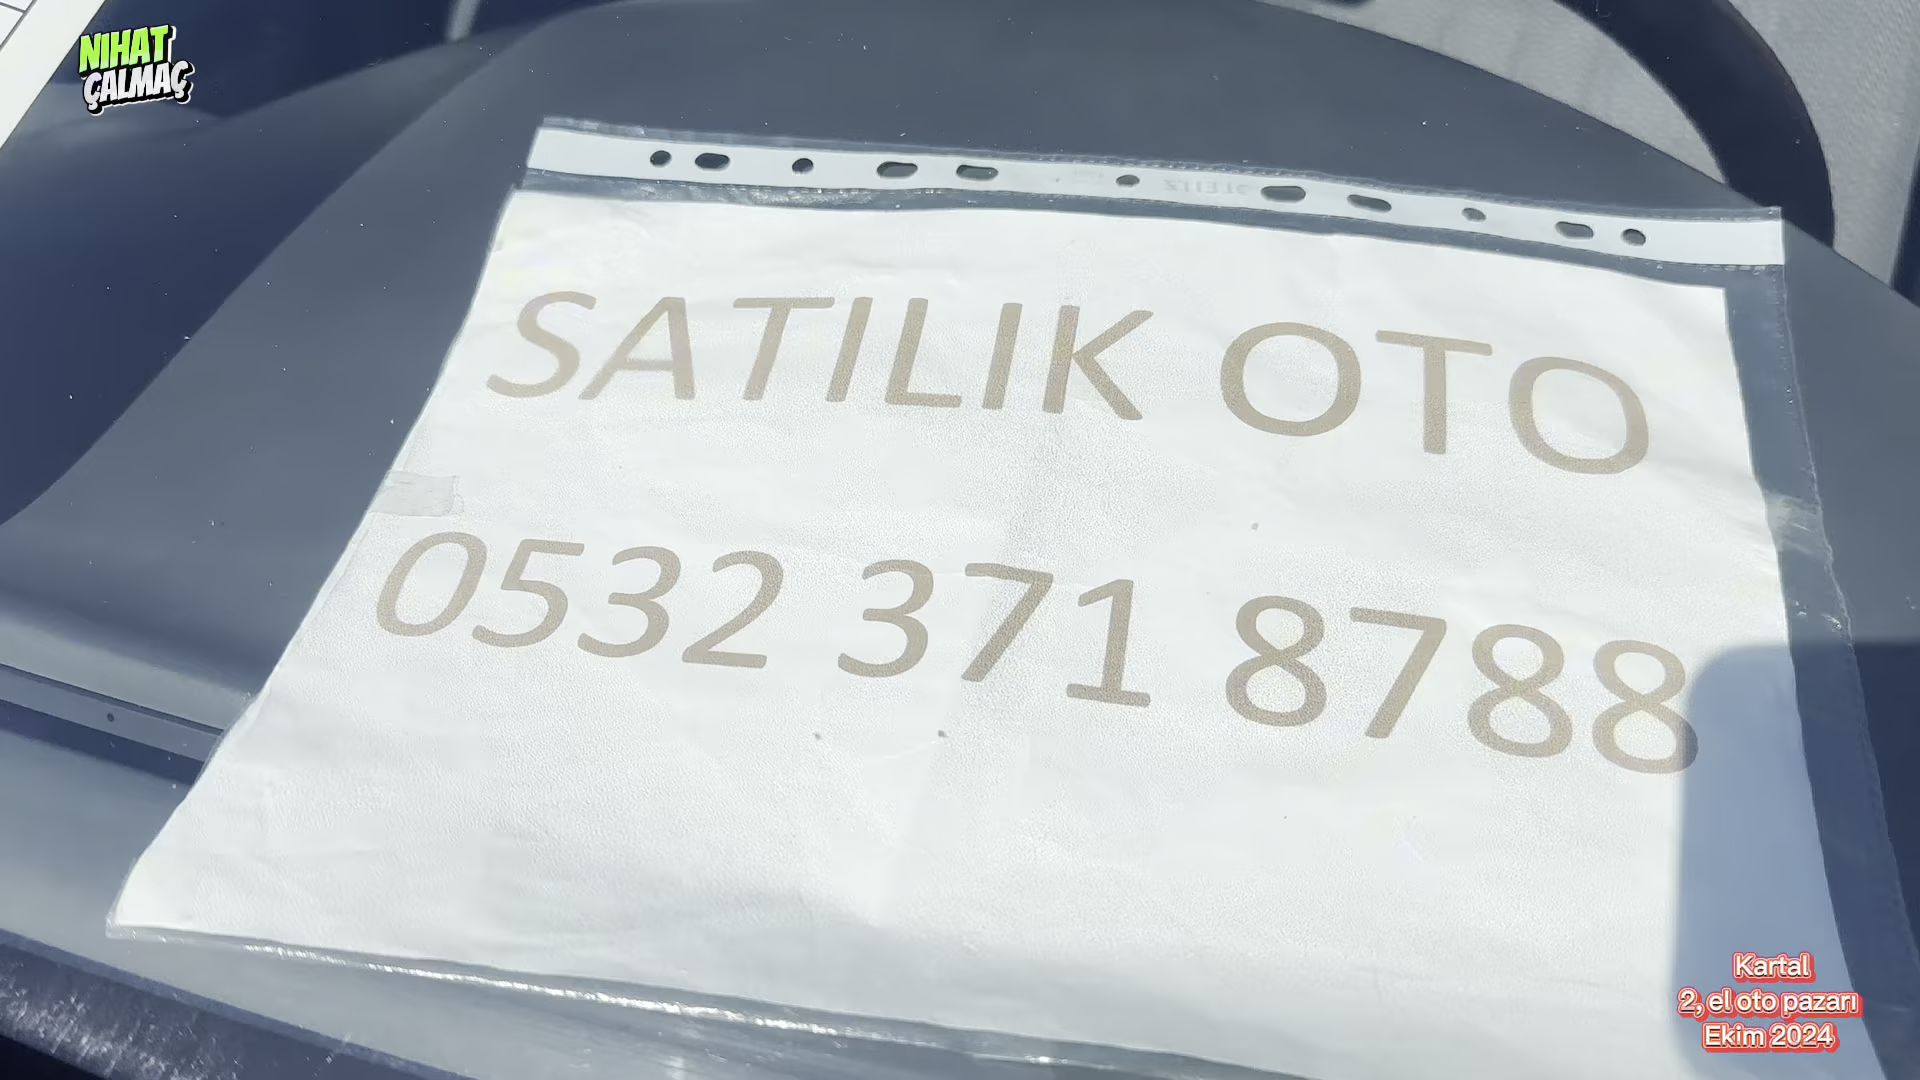 NIHAT
ÇALMAÇ
SATILIK OTO
0532 371 8788
Kartal
2, el oto pazarı
Ekim 2024